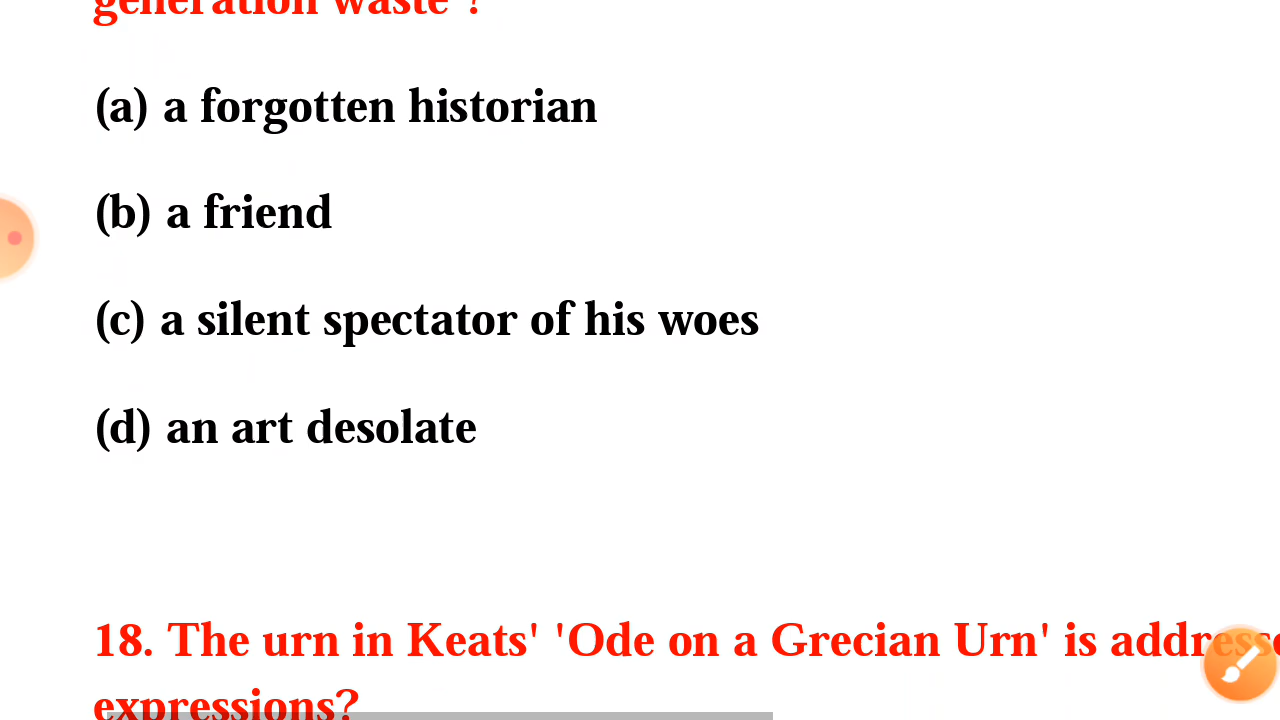 generation waste ?
(a) a forgotten historian
(b) a friend
(c) a silent spectator of his woes
(d) an art desolate
18. The urn in Keats' 'Ode on a Grecian Urn' is
expressions?